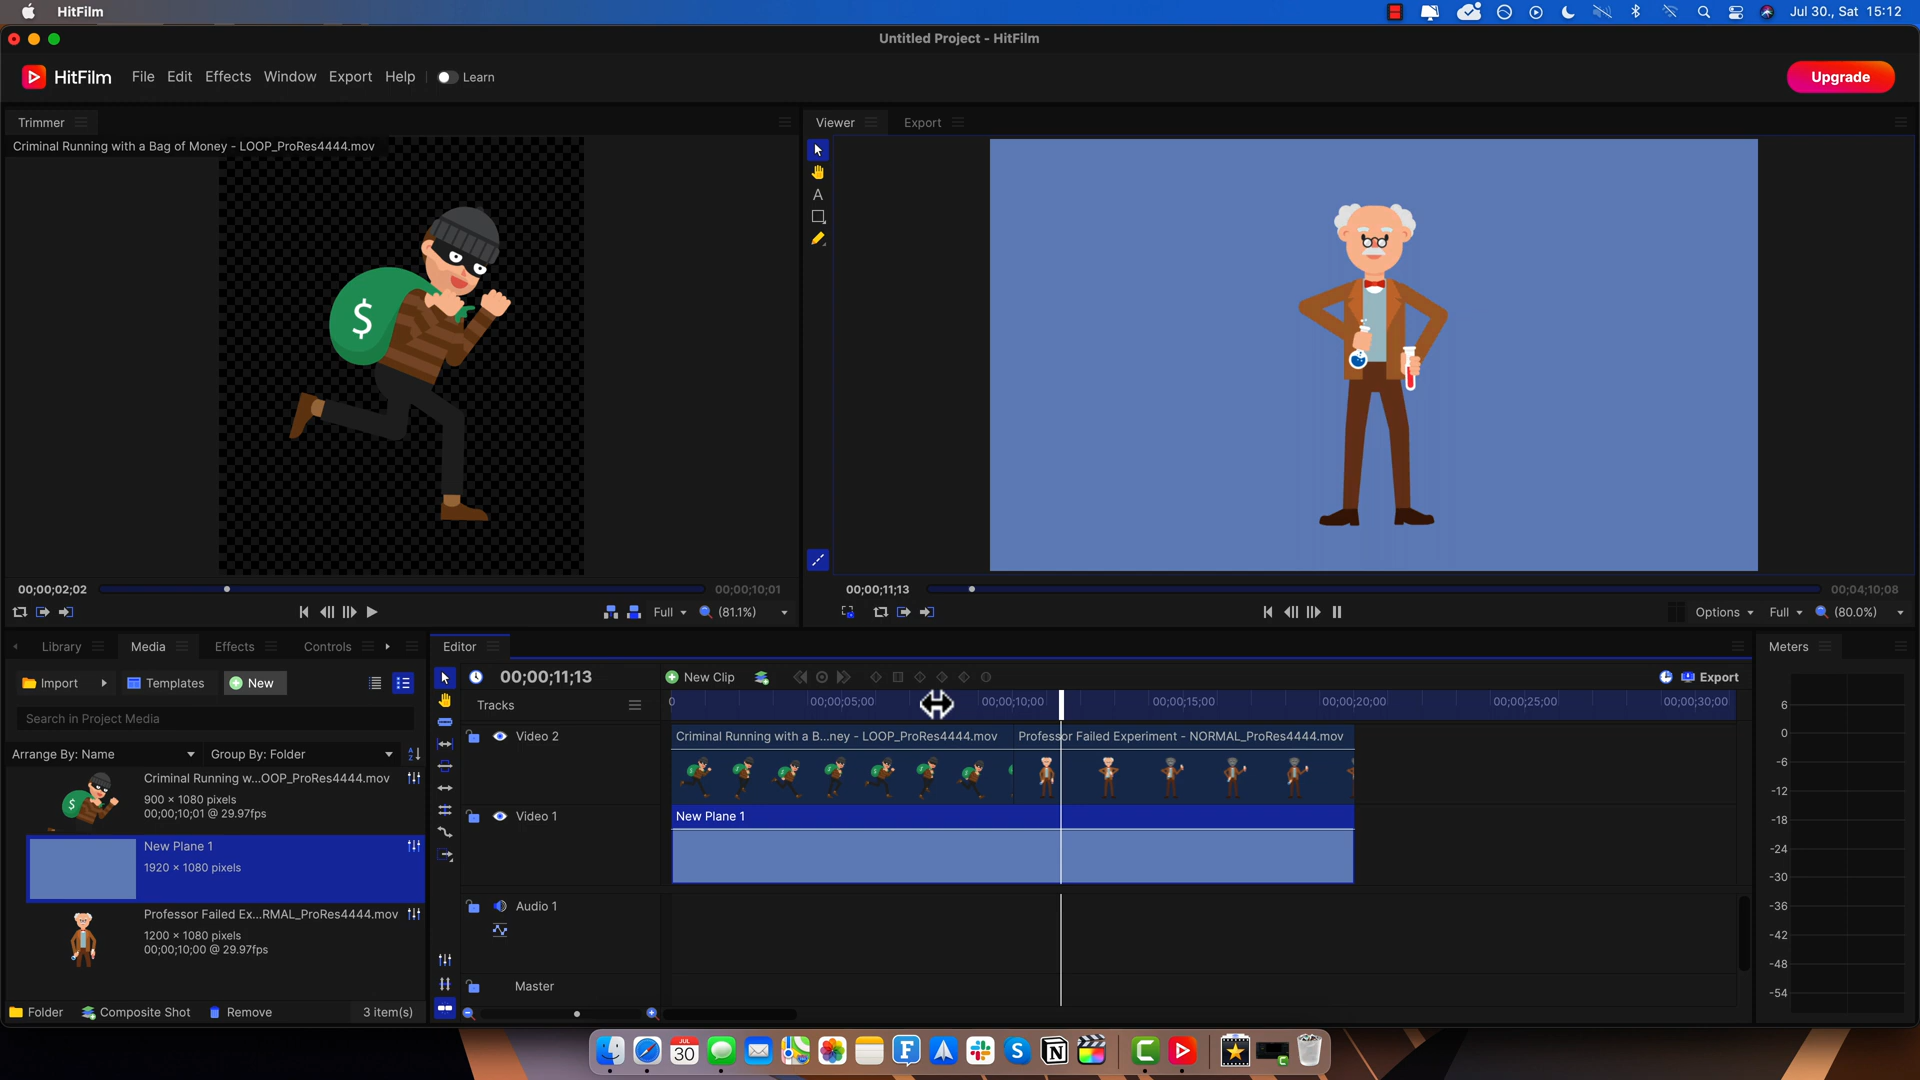 HitFilm
Jul 30., Sat 15:12
Untitled Project - HitFilm
HitFilm File Edit Effects Window Export Help Learn
Upgrade
Trimmer
Viewer Export
Criminal Running with a Bag of Money - LOOP_ProRes4444.mov
A
$
00;00;02;02
00;00;10;01
00;00;11;13
00;04;10;08
Full (81.1%)
Options Full (80.0%)
Library Media Effects Controls
Editor
Meters
Import Templates New
00;00;11;13
New Clip
Export
Search in Project Media
Tracks
0 00;00;05;00 00;00;10;00 00;00;15;00 00;00;20;00 00;00;25;00 00;00;30;00
Arrange By: Name
Group By: Folder
Video 2
Criminal Running with a B...ney - LOOP_ProRes4444.mov
Professor Failed Experiment - NORMAL_ProRes4444.mov
Criminal Running w...OOP_ProRes4444.mov
900 × 1080 pixels
00;00;10;01 @ 29.97fps
Video 1
New Plane 1
New Plane 1
1920 × 1080 pixels
Professor Failed Ex...RMAL_ProRes4444.mov
1200 × 1080 pixels
00;00;10;00 @ 29.97fps
Audio 1
Master
Folder Composite Shot Remove 3 item(s)
6
0
-6
-12
-18
-24
-30
-36
-42
-48
-54
JUL
30